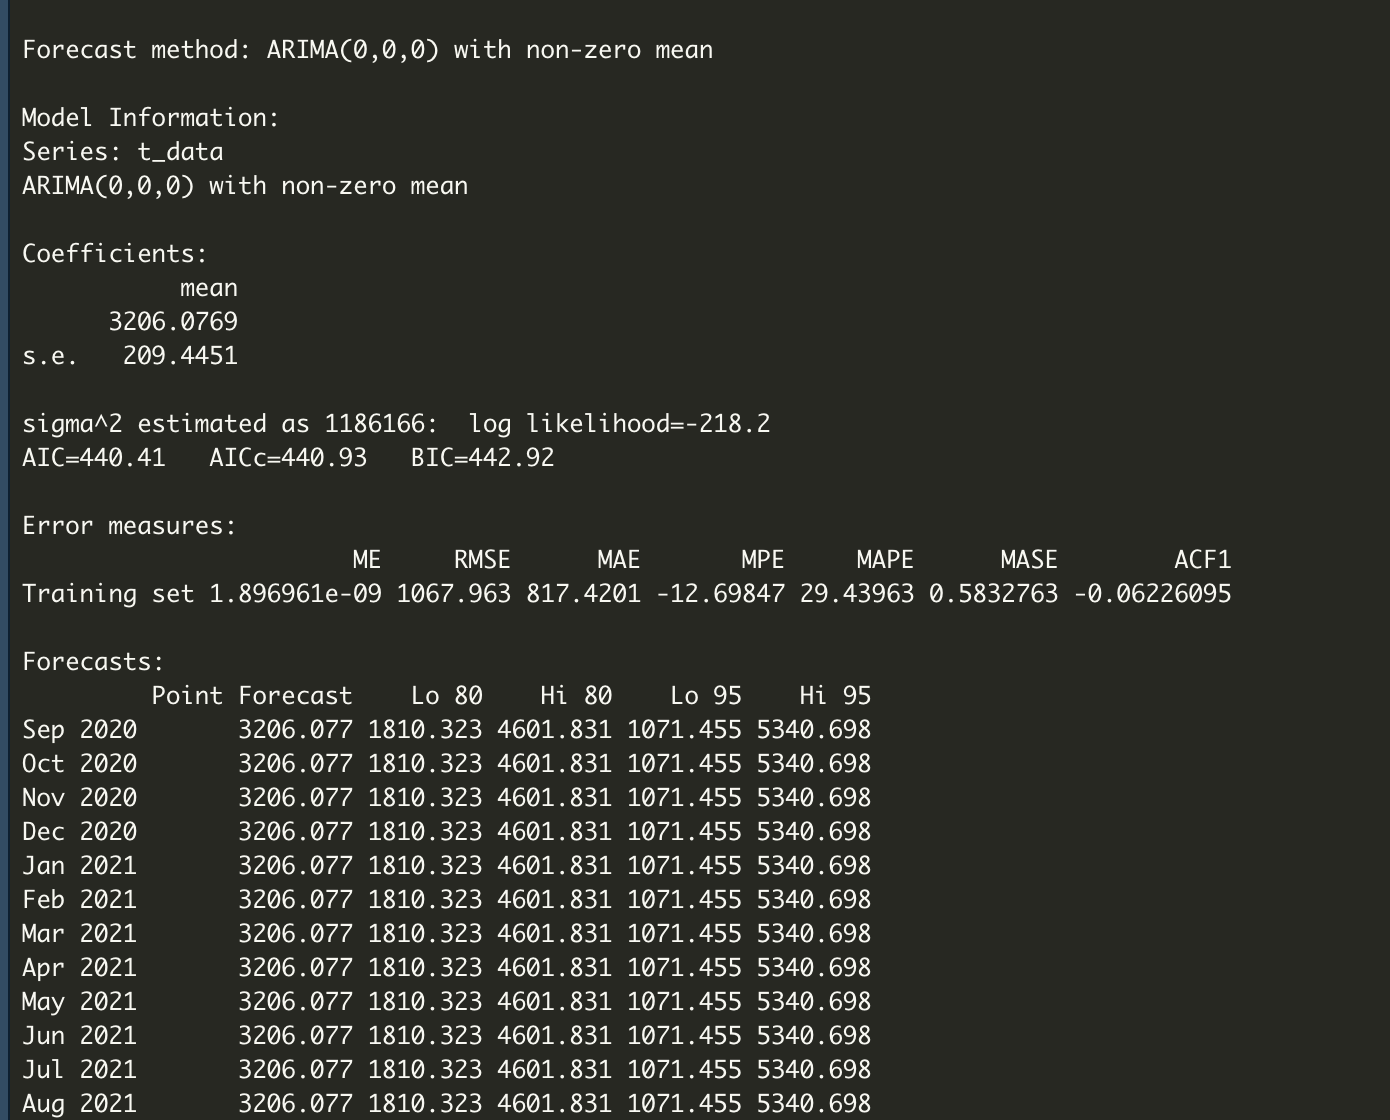 Forecast method: ARIMA(0,0,0) with non-zero mean
Model Information:
Series: t_data
ARIMA(0,0,0) with non-zero mean
Coefficients:
mean
3206.0769
s.e. 209.4451
sigma^2 estimated as 1186166: log likelihood=-218.2
AIC=440.41 AICc=440.93 BIC=442.92
Error measures:
ME RMSE MAE MPE MAPE MASE ACF1
Training set 1.896961e-09 1067.963 817.4201 -12.69847 29.43963 0.5832763 -0.06226095
Forecasts:
Point Forecast Lo 80 Hi 80 Lo 95 Hi 95
Sep 2020 3206.077 1810.323 4601.831 1071.455 5340.698
Oct 2020 3206.077 1810.323 4601.831 1071.455 5340.698
Nov 2020 3206.077 1810.323 4601.831 1071.455 5340.698
Dec 2020 3206.077 1810.323 4601.831 1071.455 5340.698
Jan 2021 3206.077 1810.323 4601.831 1071.455 5340.698
Feb 2021 3206.077 1810.323 4601.831 1071.455 5340.698
Mar 2021 3206.077 1810.323 4601.831 1071.455 5340.698
Apr 2021 3206.077 1810.323 4601.831 1071.455 5340.698
May 2021 3206.077 1810.323 4601.831 1071.455 5340.698
Jun 2021 3206.077 1810.323 4601.831 1071.455 5340.698
Jul 2021 3206.077 1810.323 4601.831 1071.455 5340.698
Aug 2021 3206.077 1810.323 4601.831 1071.455 5340.698